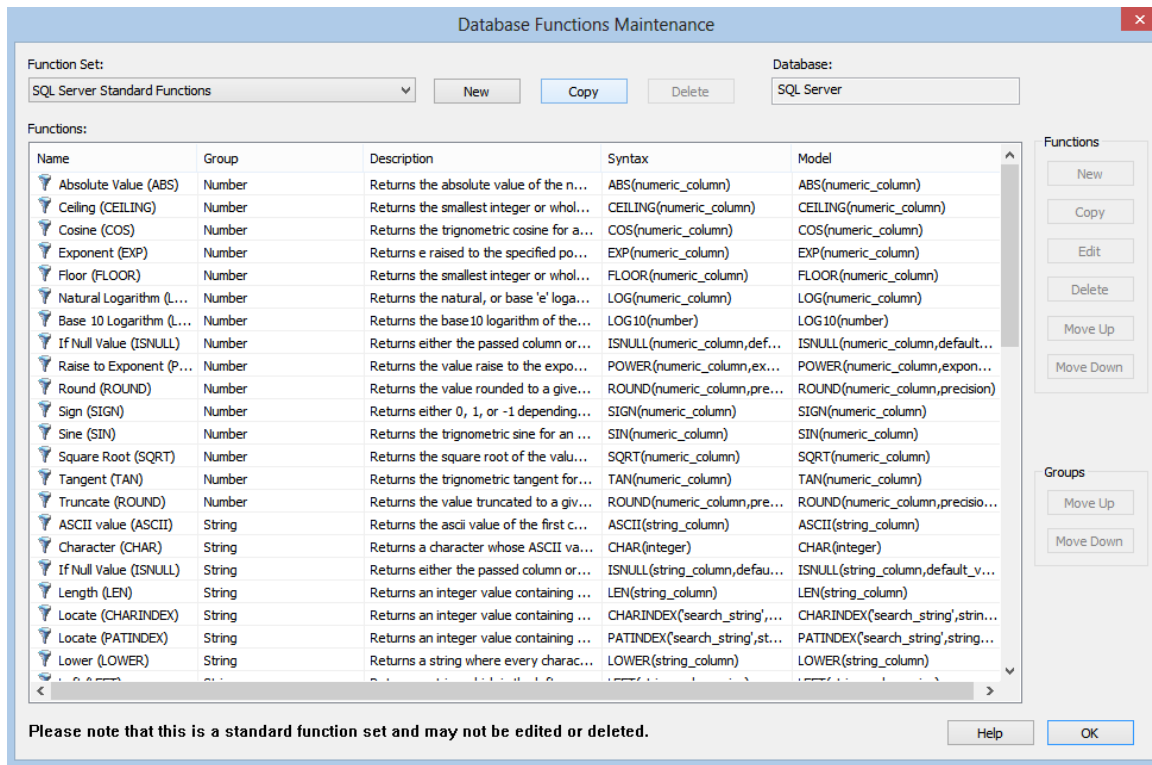 Database Functions Maintenance
Function Set:
Database:
SQL Server Standard Functions
New
Copy
Delete
SQL Server
Functions:
Name Group Description Syntax Model
Absolute Value (ABS) Number Returns the absolute value of the n... ABS(numeric_column) ABS(numeric_column)
Ceiling (CEILING) Number Returns the smallest integer or whol... CEILING(numeric_column) CEILING(numeric_column)
Cosine (COS) Number Returns the trignometric cosine for a... COS(numeric_column) COS(numeric_column)
Exponent (EXP) Number Returns e raised to the specified po... EXP(numeric_column) EXP(numeric_column)
Floor (FLOOR) Number Returns the smallest integer or whol... FLOOR(numeric_column) FLOOR(numeric_column)
Natural Logarithm (L... Number Returns the natural, or base 'e' loga... LOG(numeric_column) LOG(numeric_column)
Base 10 Logarithm (L... Number Returns the base10 logarithm of the... LOG10(number) LOG10(number)
If Null Value (ISNULL) Number Returns either the passed column or... ISNULL(numeric_column,def... ISNULL(numeric_column,default...
Raise to Exponent (P... Number Returns the value raise to the expo... POWER(numeric_column,ex... POWER(numeric_column,expon...
Round (ROUND) Number Returns the value rounded to a give... ROUND(numeric_column,pre... ROUND(numeric_column,precision)
Sign (SIGN) Number Returns either 0, 1, or -1 depending... SIGN(numeric_column) SIGN(numeric_column)
Sine (SIN) Number Returns the trignometric sine for an ... SIN(numeric_column) SIN(numeric_column)
Square Root (SQRT) Number Returns the square root of the valu... SQRT(numeric_column) SQRT(numeric_column)
Tangent (TAN) Number Returns the trigonometric tangent for... TAN(numeric_column) TAN(numeric_column)
Truncate (ROUND) Number Returns the value truncated to a giv... ROUND(numeric_column,pre... ROUND(numeric_column,precisio...
ASCII value (ASCII) String Returns the ascii value of the first c... ASCII(string_column) ASCII(string_column)
Character (CHAR) String Returns a character whose ASCII va... CHAR(integer) CHAR(integer)
If Null Value (ISNULL) String Returns either the passed column or... ISNULL(string_column,defau... ISNULL(string_column,default_v...
Length (LEN) String Returns an integer value containing ... LEN(string_column) LEN(string_column)
Locate (CHARINDEX) String Returns an integer value containing ... CHARINDEX('search_string',... CHARINDEX('search_string',strin...
Locate (PATINDEX) String Returns an integer value containing ... PATINDEX('search_string',st... PATINDEX('search_string',string...
Lower (LOWER) String Returns a string where every charac... LOWER(string_column) LOWER(string_column)
Functions
New
Copy
Edit
Delete
Move Up
Move Down
Groups
Move Up
Move Down
Please note that this is a standard function set and may not be edited or deleted.
Help
OK